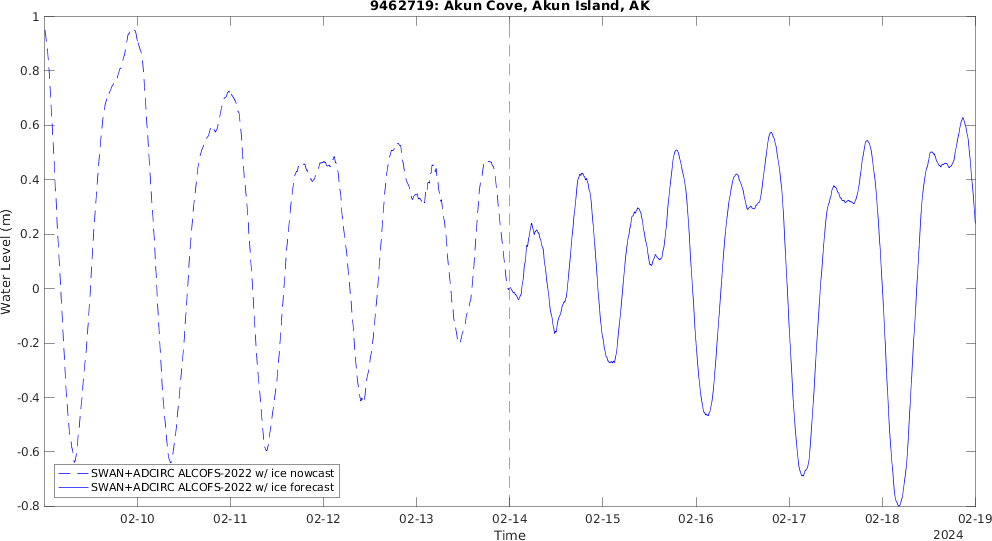 9462719: Akun Cove, Akun Island, AK
1
0.8
0.6
0.4
0.2
0
-0.2
-0.4
-0.6
-0.8
Water Level (m)
SWAN+ADCIRC ALCOFS-2022 w/ ice nowcast
SWAN+ADCIRC ALCOFS-2022 w/ ice forecast
02-10 02-11 02-12 02-13 02-14 02-15 02-16 02-17 02-18 02-19
Time
2024